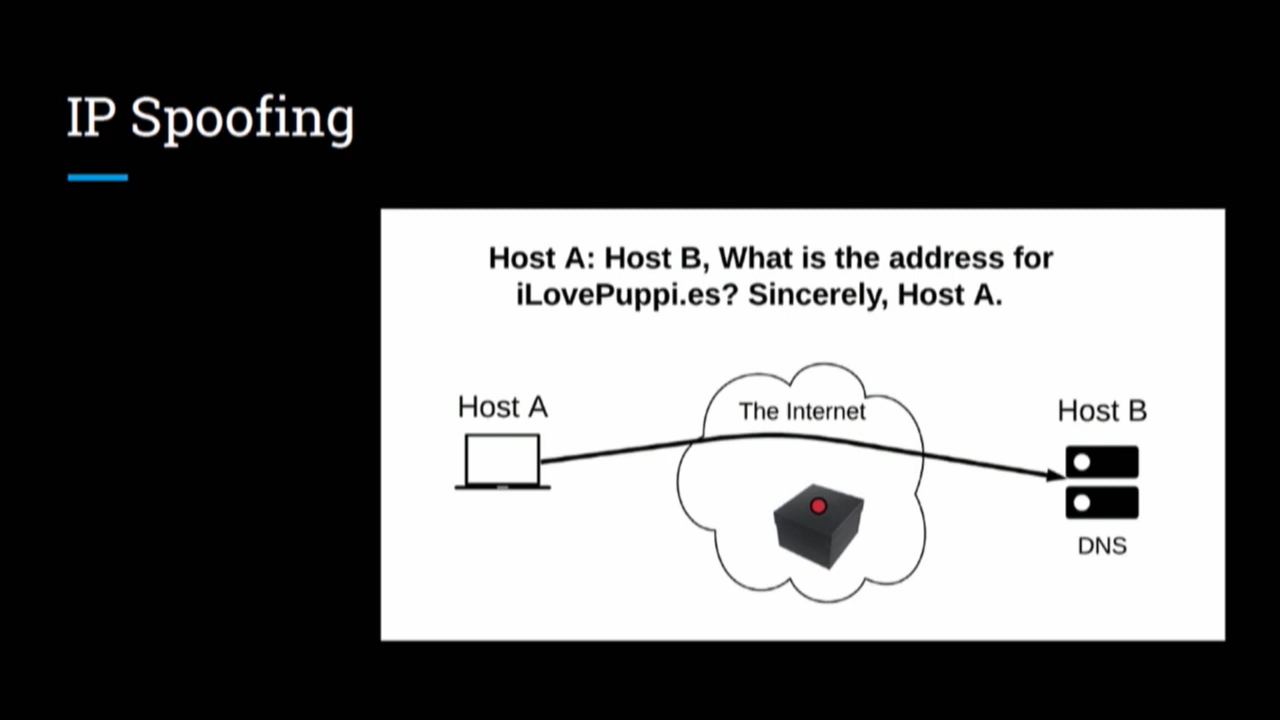 IP Spoofing
Host A: Host B, What is the address for
iLovePuppi.es? Sincerely, Host A.
The Internet
Host A
Host B
DNS